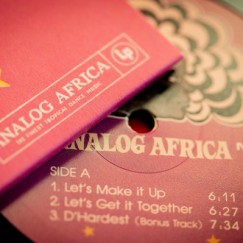 ANALOG AFRICA
THE FINEST TROPICAL DANCE MUSIC
LP
ANALOG AFRICA N
SIDE A
1. Let's Make it Up 6:11
2. Let's Get it Together 6:27
3. D'Hardest (Bonus Track) 7:34